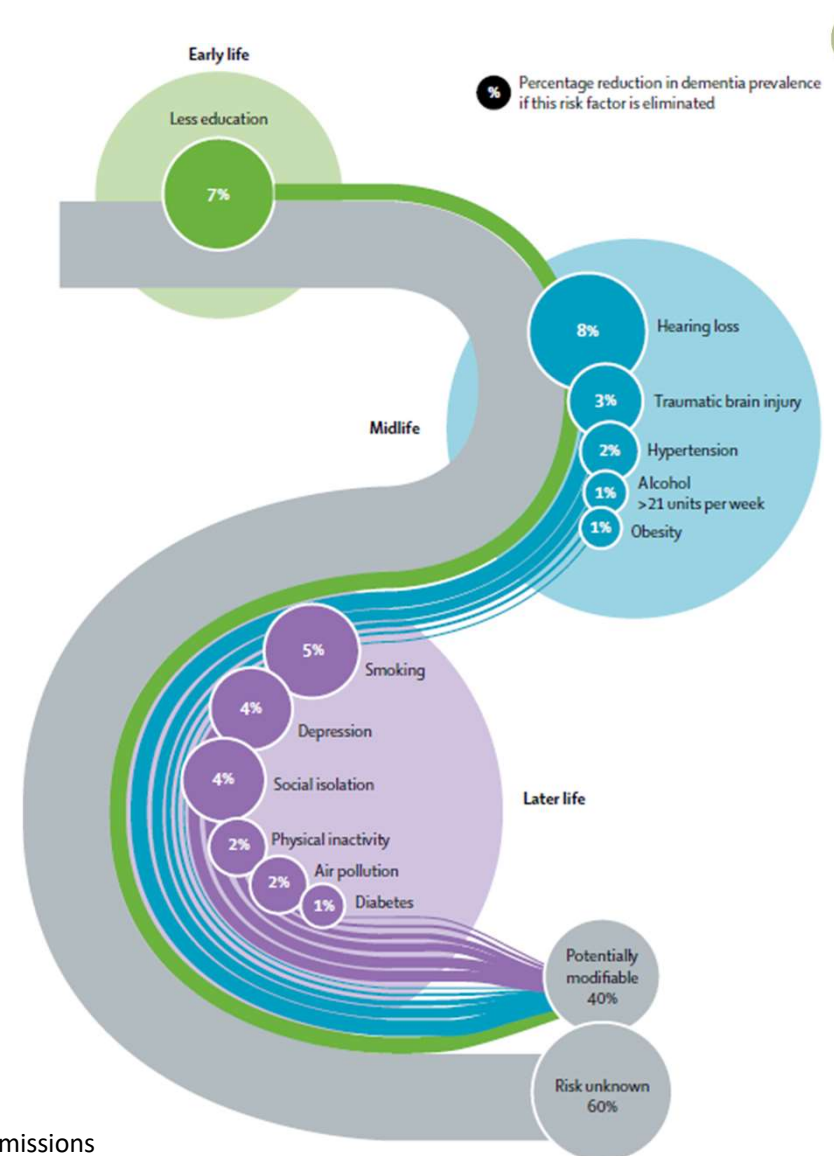 Early life
% Percentage reduction in dementia prevalence
if this risk factor is eliminated
Less education
7%
8% Hearing loss
3% Traumatic brain injury
Midlife
2% Hypertension
1% Alcohol
>21 units per week
1% Obesity
5%
Smoking
4%
Depression
4% Social isolation
Later life
2% Physical inactivity
2% Air pollution
1% Diabetes
Potentially
modifiable
40%
Risk unknown
60%
missions